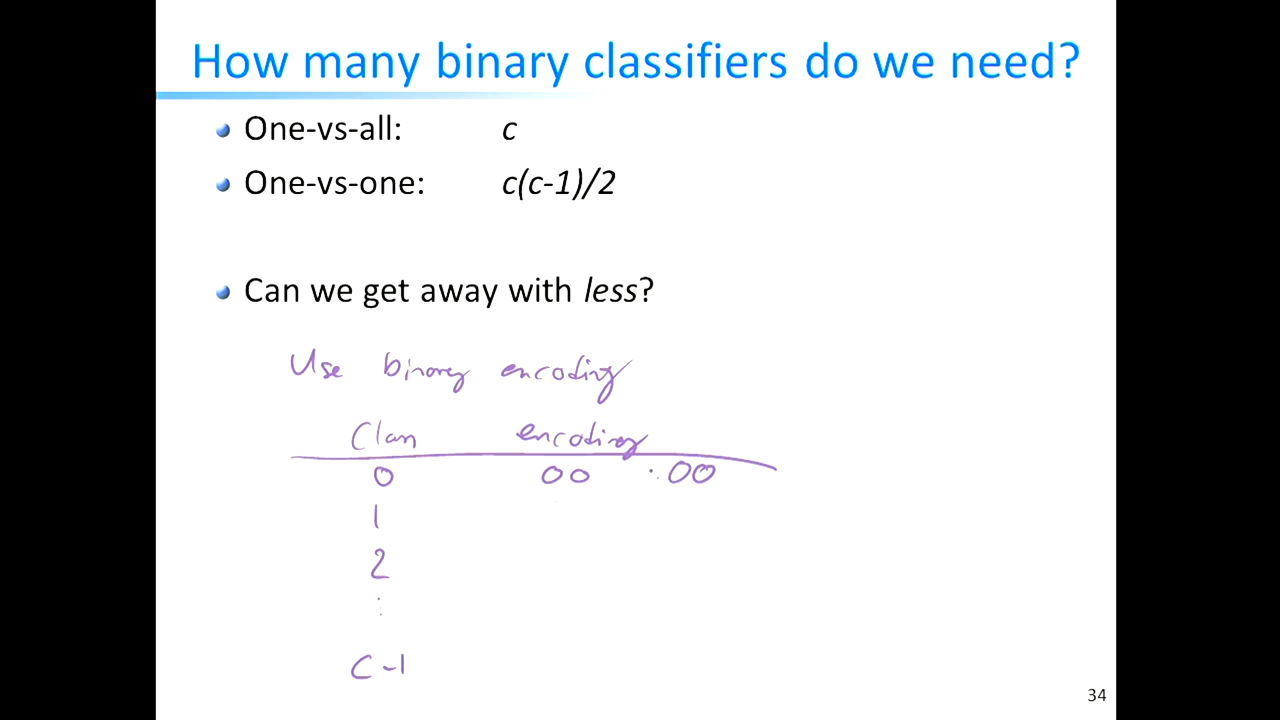 How many binary classifiers do we need?
One-vs-all: c
One-vs-one: c(c-1)/2
Can we get away with less?
Use binary encoding
Class encoding
0 00 ..00
1
2
:
C-1
34